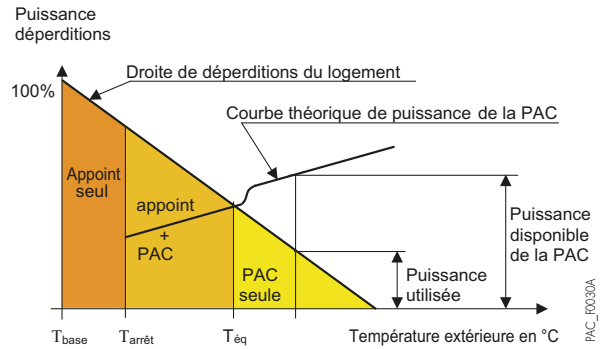 Puissance
déperditions
Droite de déperditions du logement
100%
Courbe théorique de puissance de la PAC
Appoint
seul
appoint
+
PAC
PAC
seule
Puissance
utilisée
Puissance
disponible
de la PAC
Tbase
Tarrêt
Téq
Température extérieure en °C
PAC_F0030A